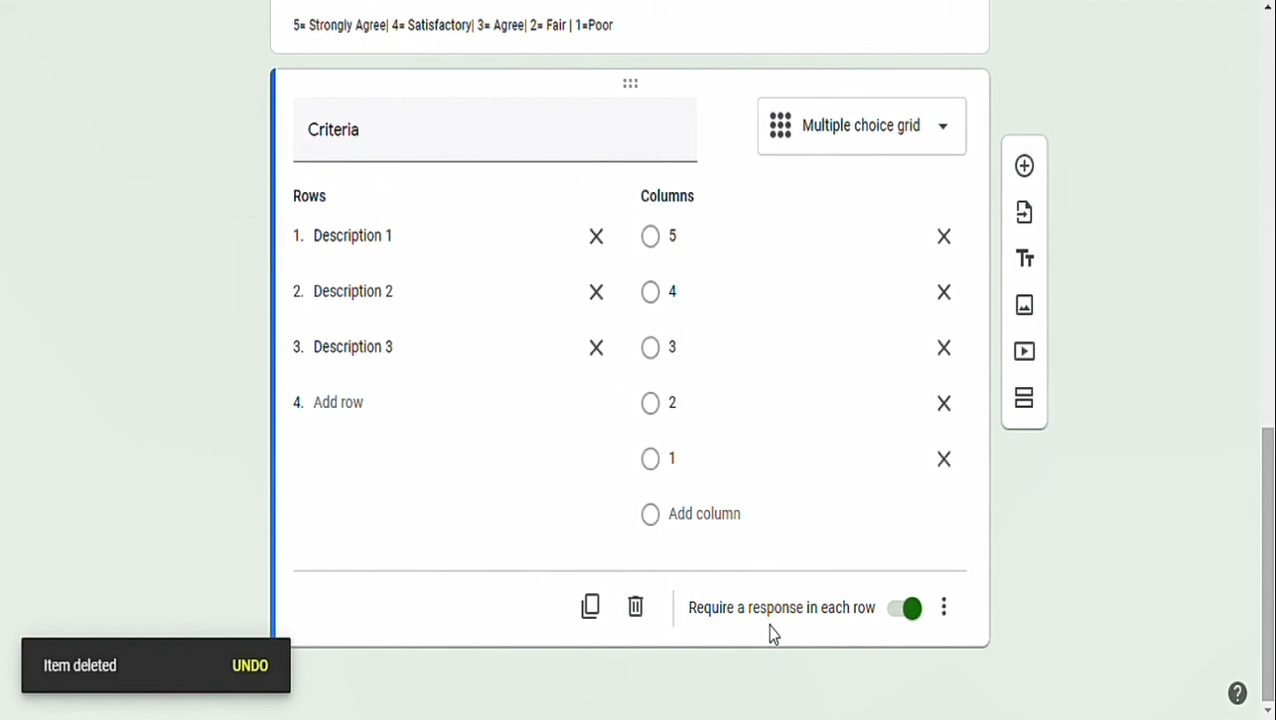 5= Strongly Agree| 4= Satisfactory| 3= Agree| 2= Fair | 1=Poor
Criteria
Multiple choice grid
Rows
Columns
1. Description 1
5
2. Description 2
4
3. Description 3
3
4. Add row
2
1
Add column
Require a response in each row
Item deleted UNDO